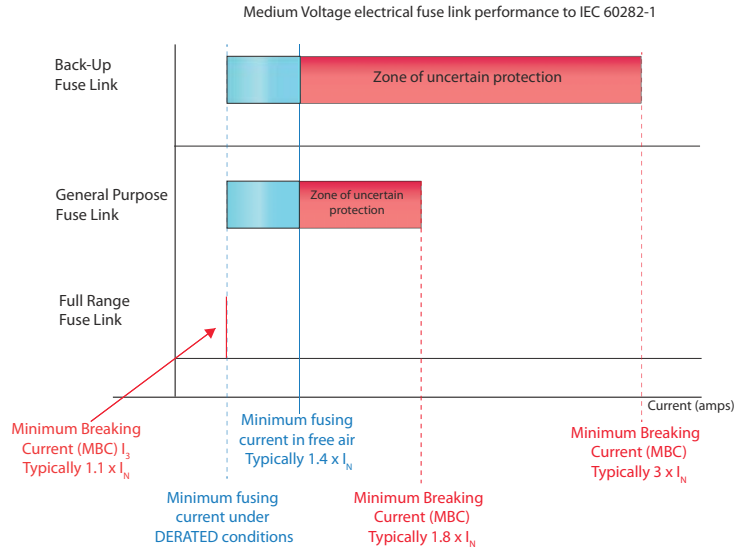 Medium Voltage electrical fuse link performance to IEC 60282-1
Back-Up
Fuse Link
Zone of uncertain protection
General Purpose
Fuse Link
Zone of uncertain
protection
Full Range
Fuse Link
Current (amps)
Minimum Breaking
Current (MBC) I3
Typically 1.1 x IN
Minimum fusing
current in free air
Typically 1.4 x IN
Minimum Breaking
Current (MBC)
Typically 3 x IN
Minimum fusing
current under
DERATED conditions
Minimum Breaking
Current (MBC)
Typically 1.8 x IN